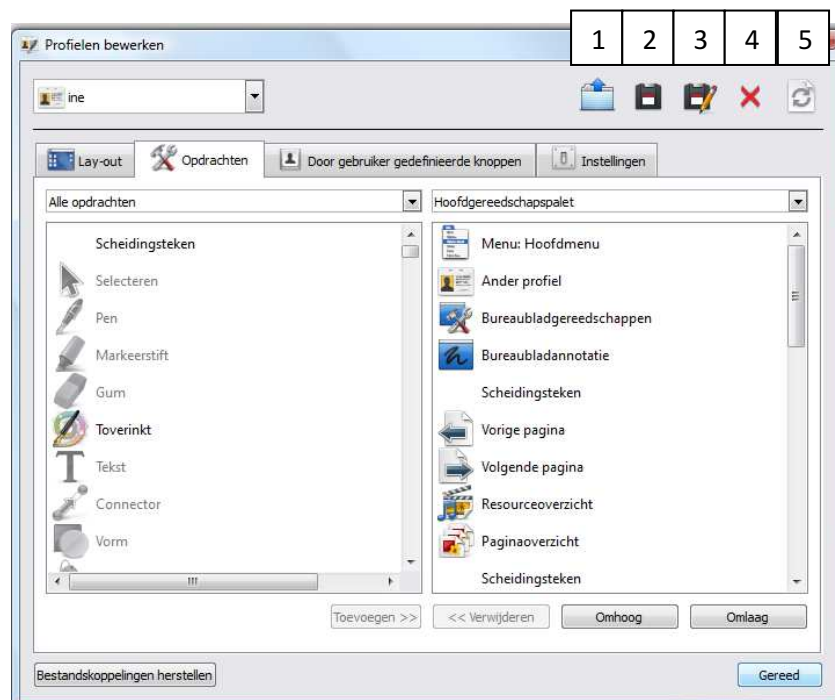 1 2 3 4 5
Profielen bewerken
ine
Lay-out Opdrachten Door gebruiker gedefinieerde knoppen Instellingen
Alle opdrachten Hoofdgereedschapspalet
Scheidingsteken
Selecteren
Pen
Markeerstift
Gum
Toverinkt
Tekst
Connector
Vorm
Menu: Hoofdmenu
Ander profiel
Bureaubladgereedschappen
Bureaubladannotatie
Scheidingsteken
Vorige pagina
Volgende pagina
Resourceoverzicht
Paginaoverzicht
Scheidingsteken
Toevoegen >> << Verwijderen Omhoog Omlaag
Bestandskoppelingen herstellen Gereed